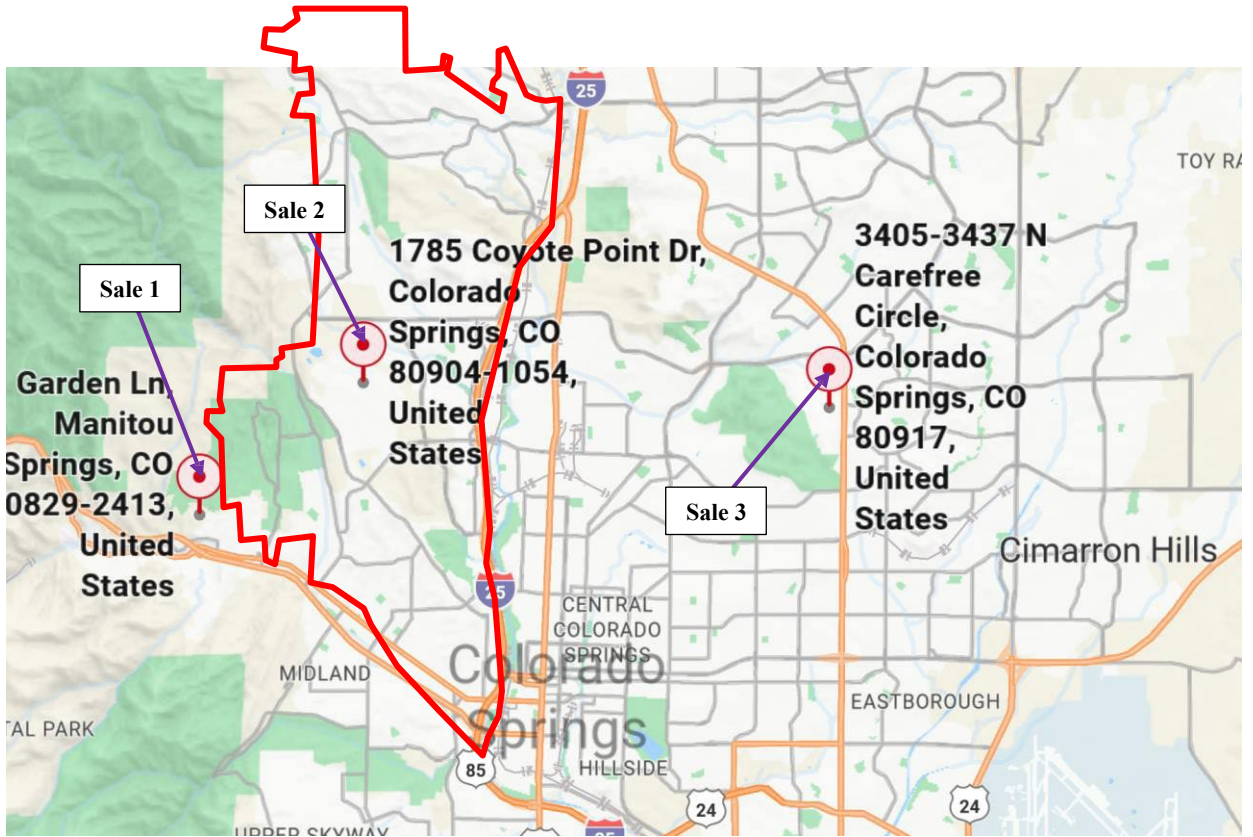 25
TOY RA
Sale 2
Sale 1
1785 Coyote Point Dr,
Colorado
Springs, CO
80904-1054,
United
States
3405-3437 N
Carefree
Circle,
Colorado
Springs, CO
80917,
United
States
Garden Ln,
Manitou
Springs, CO
0829-2413,
United
States
Sale 3
Cimarron Hills
25
CENTRAL
COLORADO
SPRINGS
Colorado
Springs
MIDLAND
EASTBOROUGH
TAL PARK
85
HILLSIDE
24
24
UPPER SKYWAY
25